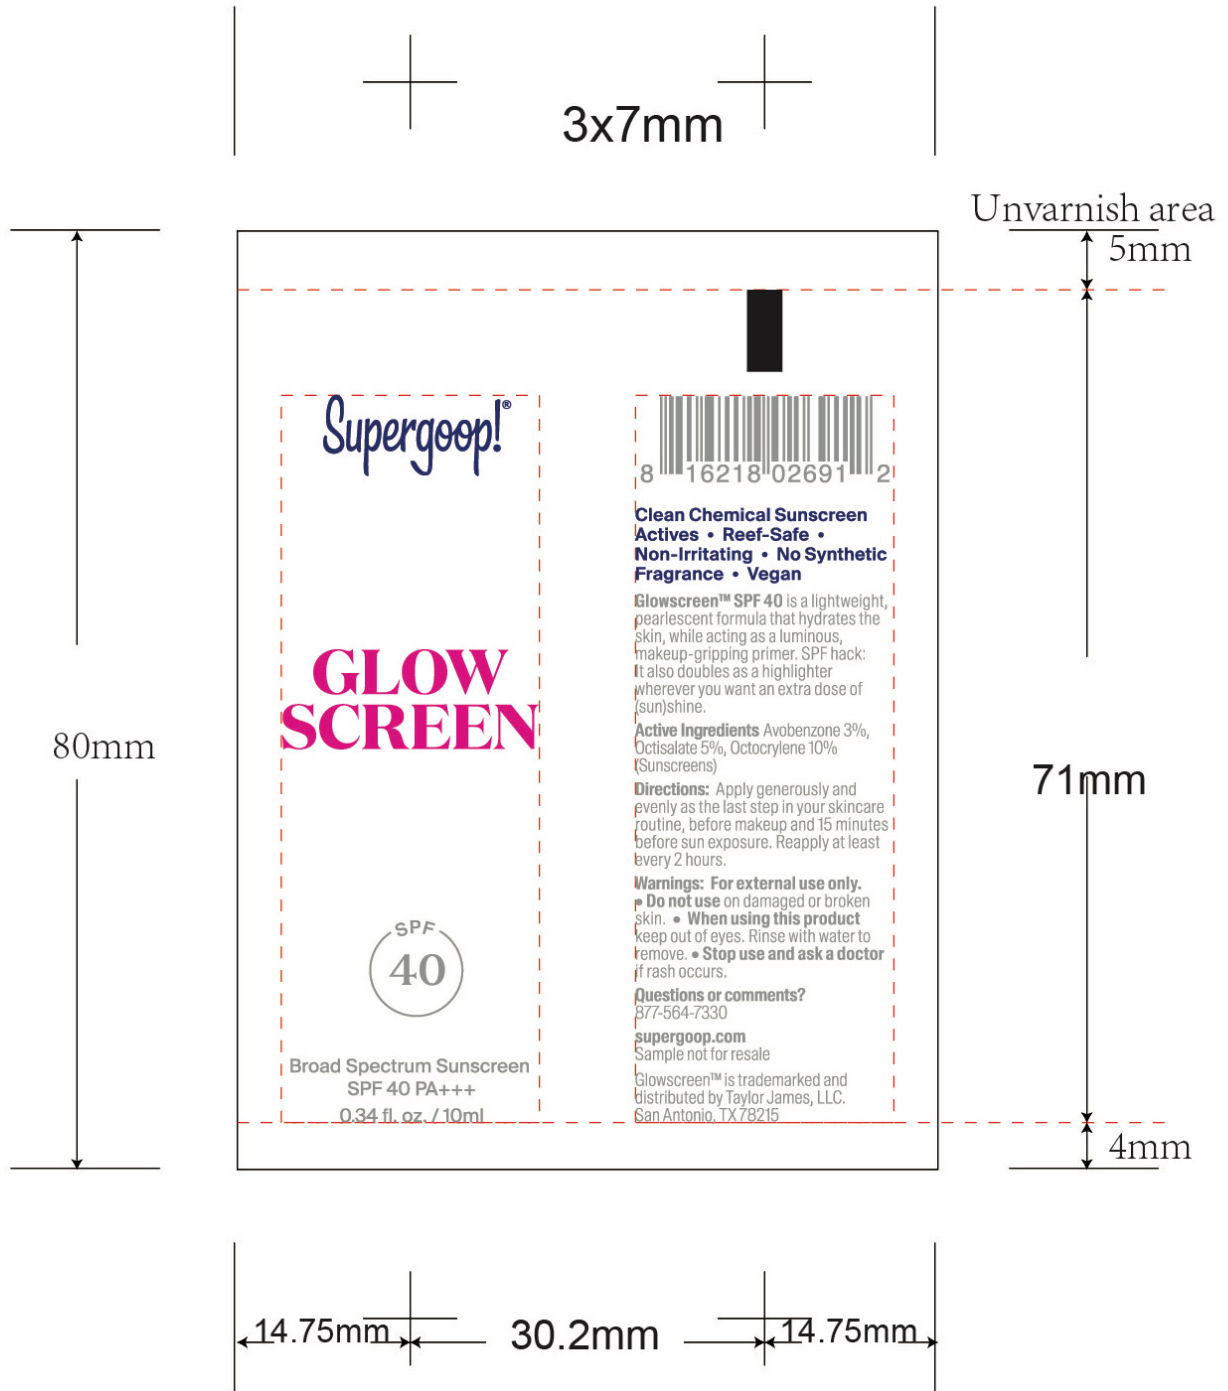 3x7mm
Unvarnish area
5mm
Supergoop!®
8 16218 02691 2
Clean Chemical Sunscreen
Actives • Reef-Safe •
Non-Irritating • No Synthetic
Fragrance • Vegan
Glowscreen™ SPF 40 is a lightweight,
pearlescent formula that hydrates the
skin, while acting as a luminous,
makeup-gripping primer. SPF hack:
It also doubles as a highlighter
wherever you want an extra dose of
(sun)shine.
GLOW
SCREEN
80mm
71mm
Active Ingredients Avobenzone 3%,
Octisalate 5%, Octocrylene 10%
(Sunscreens)
Directions: Apply generously and
evenly as the last step in your skincare
routine, before makeup and 15 minutes
before sun exposure. Reapply at least
every 2 hours.
Warnings: For external use only.
• Do not use on damaged or broken
skin. • When using this product
keep out of eyes. Rinse with water to
remove. • Stop use and ask a doctor
if rash occurs.
SPF
40
Questions or comments?
877-564-7330
supergoop.com
Sample not for resale
Glowscreen™ is trademarked and
distributed by Taylor James, LLC.
San Antonio, TX 78215
Broad Spectrum Sunscreen
SPF 40 PA+++
0.34 fl. oz. / 10ml
4mm
14.75mm
30.2mm
14.75mm